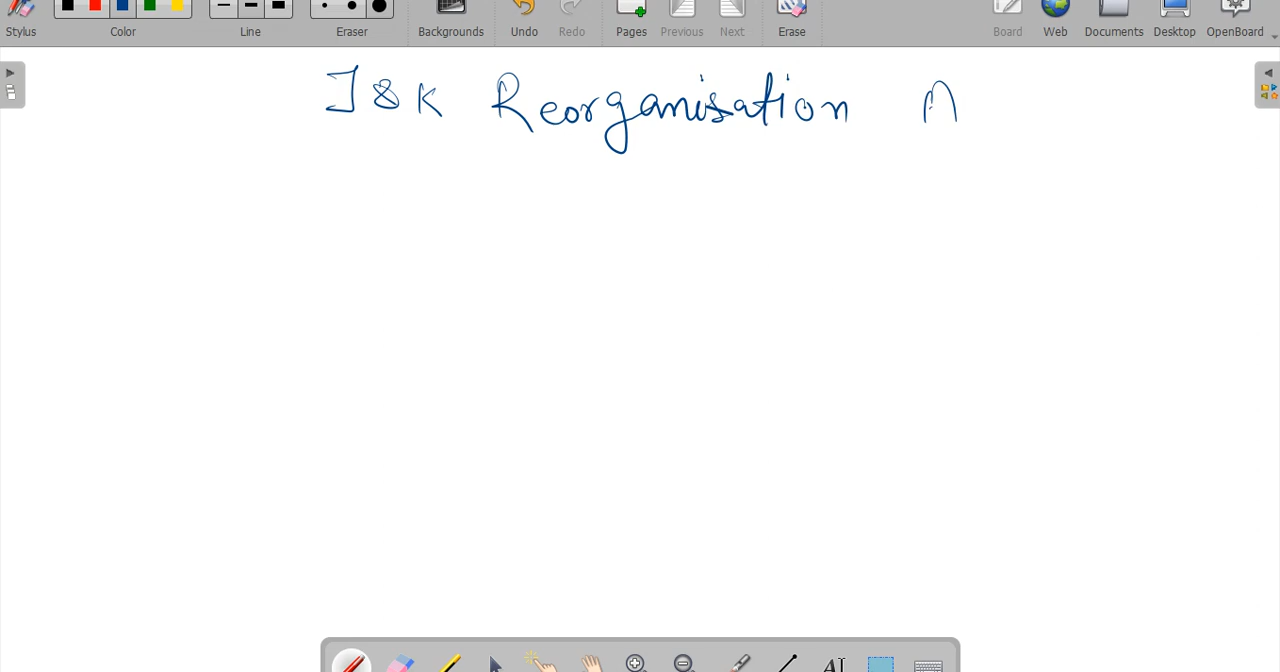 Stylus Color Line Eraser Backgrounds Undo Redo Pages Previous Next Erase Board Web Documents Desktop OpenBoard
J & K Reorganisation A